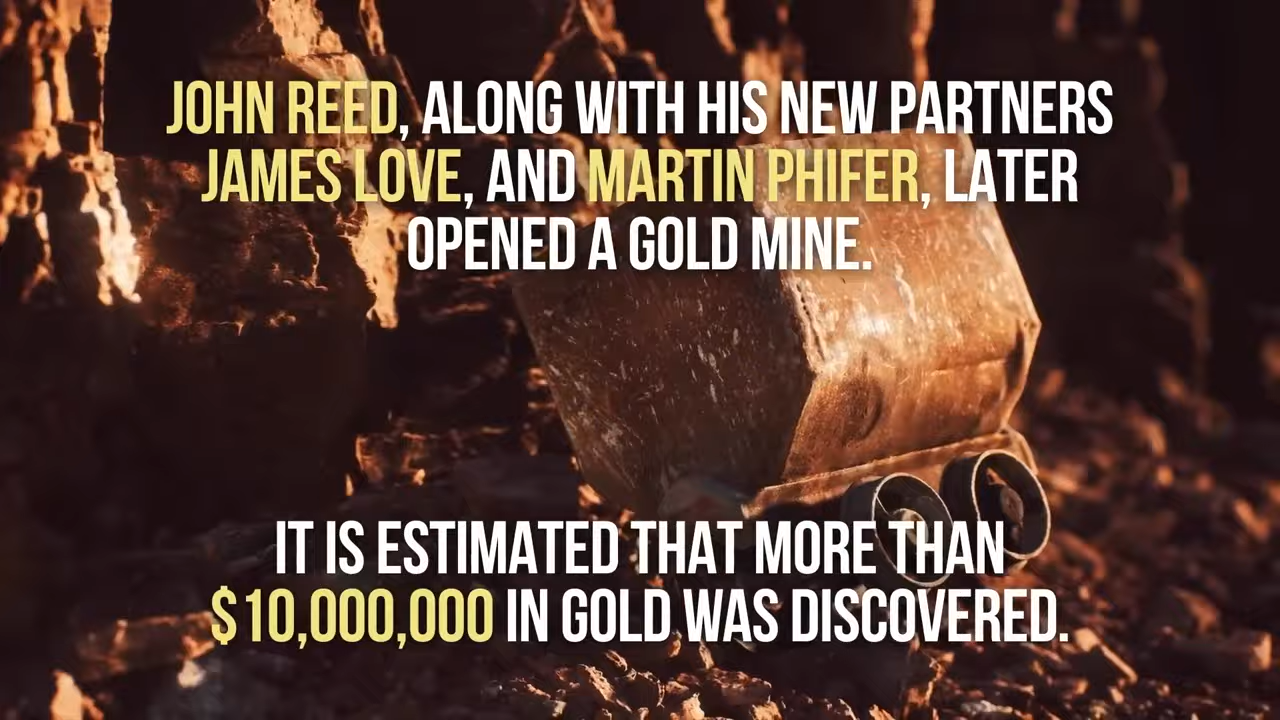 JOHN REED, ALONG WITH HIS NEW PARTNERS
JAMES LOVE, AND MARTIN PHIFER, LATER
OPENED A GOLD MINE.
IT IS ESTIMATED THAT MORE THAN
$10,000,000 IN GOLD WAS DISCOVERED.